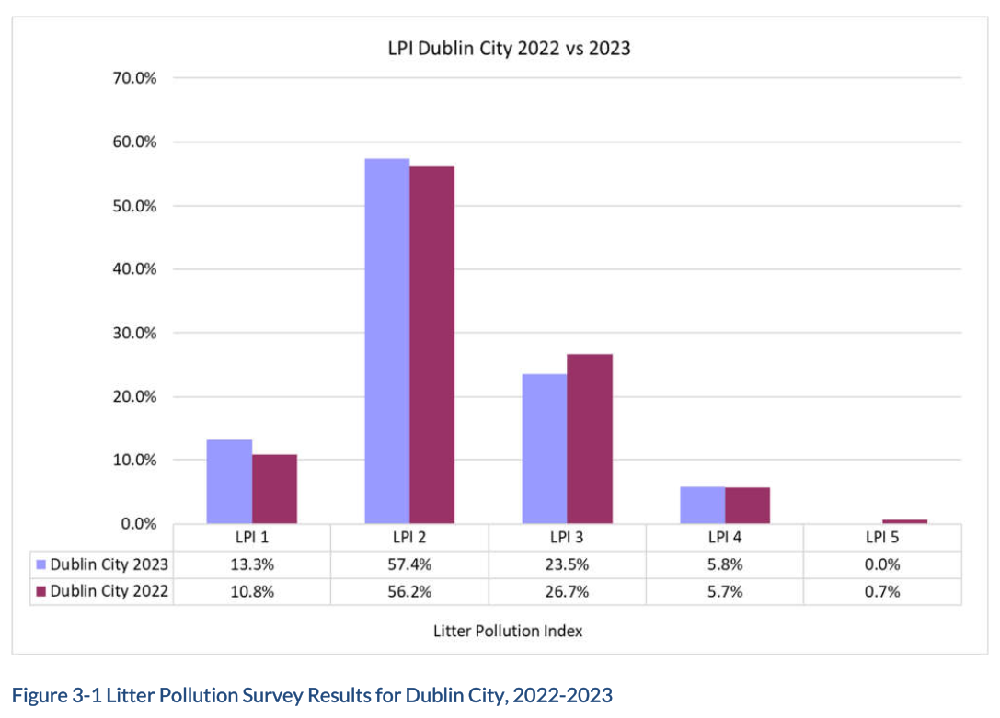 LPI Dublin City 2022 vs 2023
70.0%
60.0%
50.0%
40.0%
30.0%
20.0%
10.0%
0.0%
LPI 1 LPI 2 LPI 3 LPI 4 LPI 5
Dublin City 2023 13.3% 57.4% 23.5% 5.8% 0.0%
Dublin City 2022 10.8% 56.2% 26.7% 5.7% 0.7%
Litter Pollution Index
Figure 3-1 Litter Pollution Survey Results for Dublin City, 2022-2023